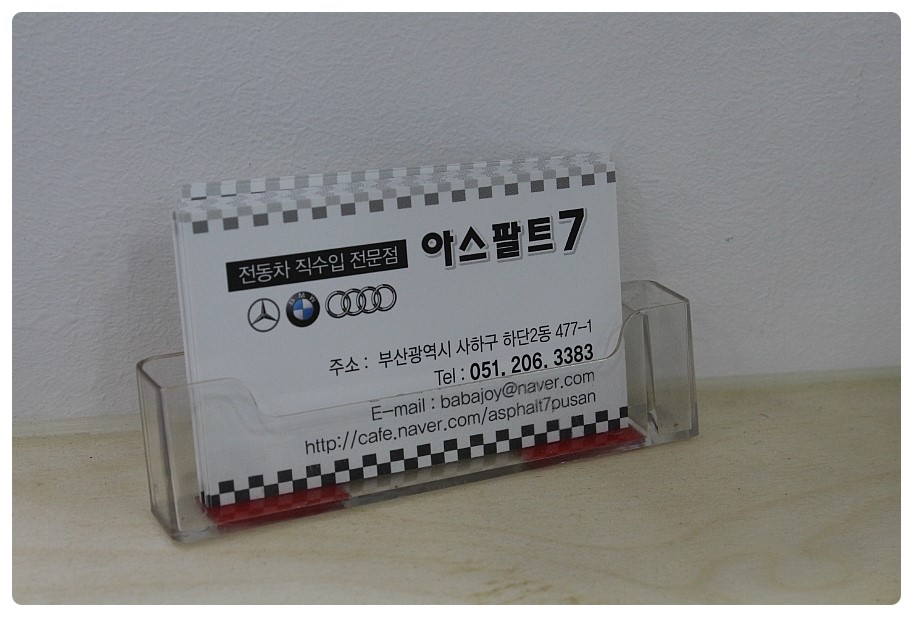 전동차 직수입 전문점 아스팔트7
BMW
주소 : 부산광역시 사하구 하단2동 477-1
Tel : 051. 206. 3383
E-mail : babajoy@naver.com
http://cafe.naver.com/asphalt7pusan